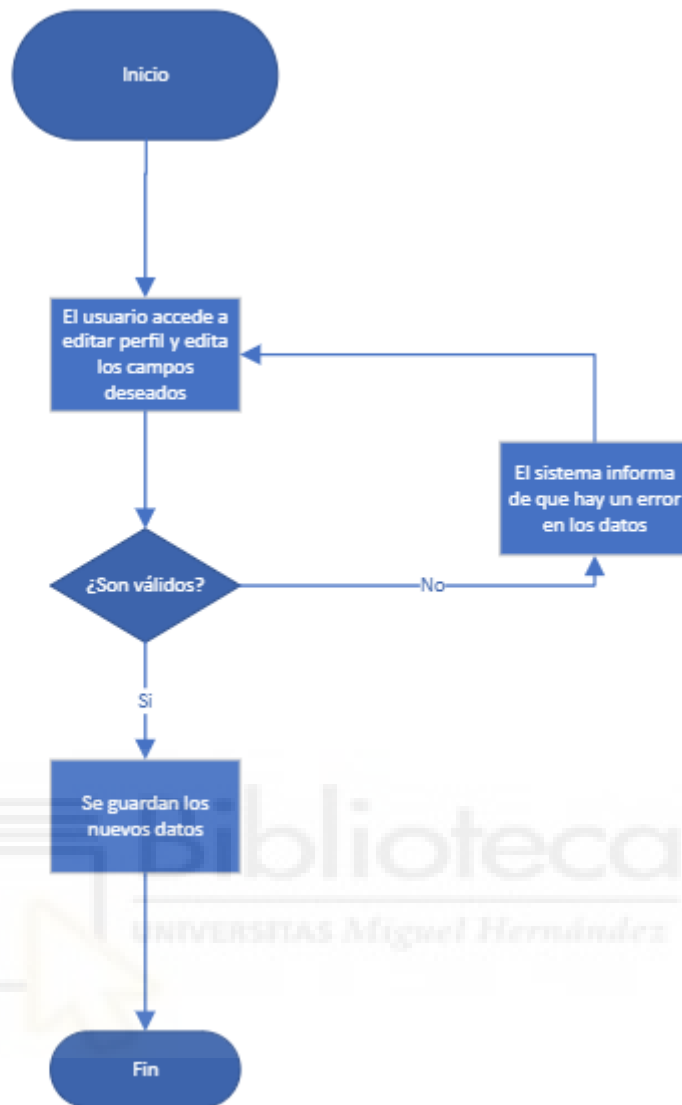 Inicio
El usuario accede a
editar perfil y edita
los campos
deseados
El sistema informa
de que hay un error
en los datos
¿Son válidos?
No
Si
Se guardan los
nuevos datos
Biblioteca
UNIVERSITAS Miguel Hernández
Fin